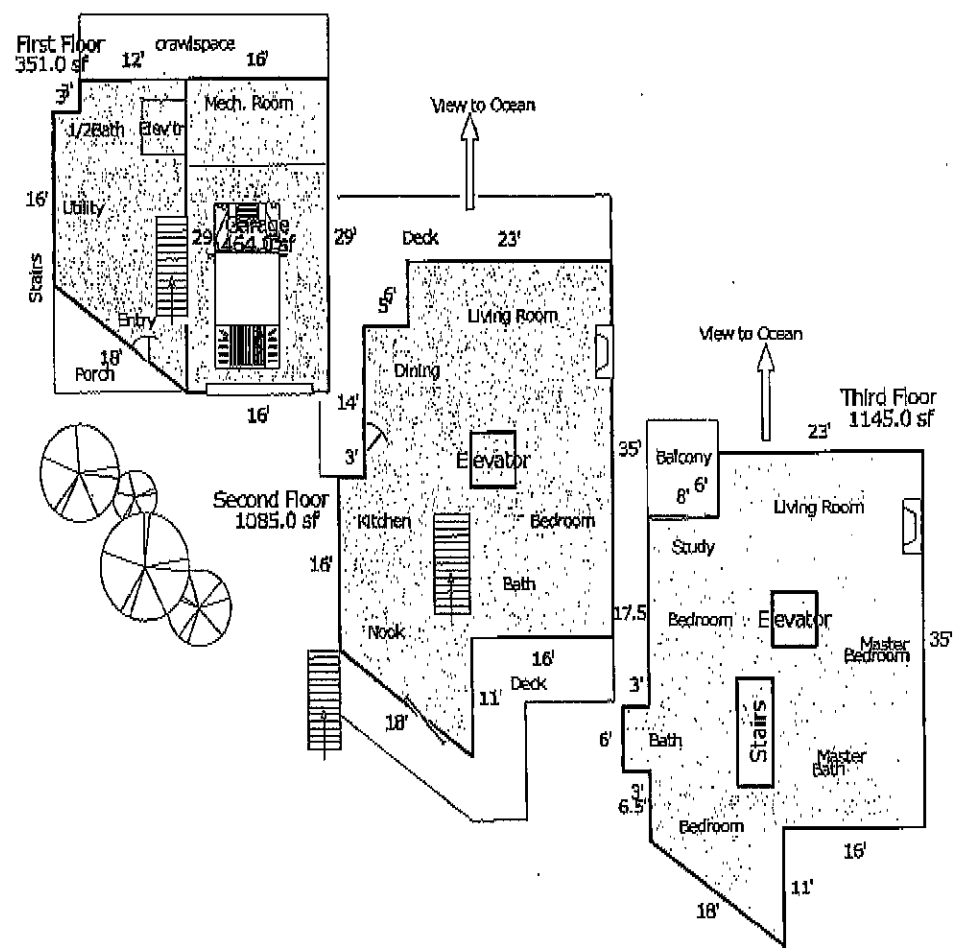 First Floor
351.0 sf
crawlspace
12'
16'
3'
1/2Bath
Elev'tr
Mech. Room
16'
Utility
Stairs
29'
Garage
464.0 sf
29'
Entry
18'
Porch
16'
View to Ocean
Deck
23'
6'
5'
Living Room
Dining
14'
3'
Elevator
35'
Second Floor
1085.0 sf
Kitchen
Bedroom
16'
Bath
Nook
16'
Deck
11'
18'
View to Ocean
Third Floor
1145.0 sf
23'
Balcony
6'
8'
Living Room
Study
17.5
Bedroom
Elevator
Master
Bedroom
35'
3'
6'
Bath
Stairs
Master
Bath
3'
6.5'
Bedroom
16'
11'
18'